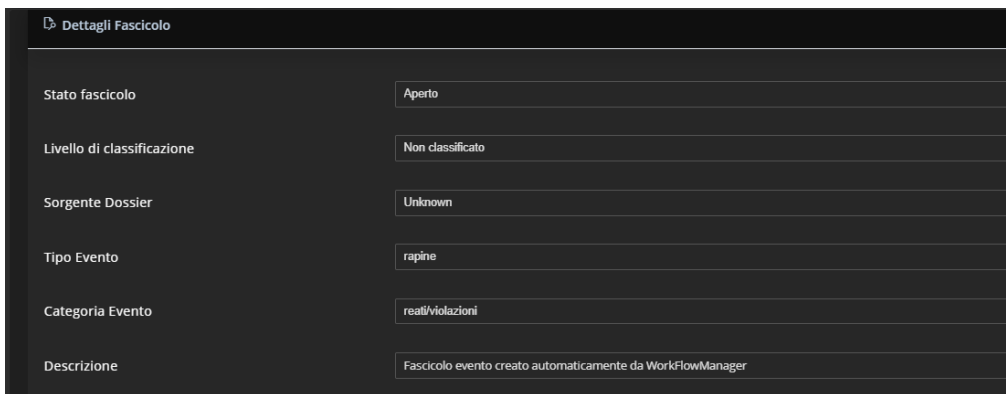 Dettagli Fascicolo
Stato fascicolo Aperto
Livello di classificazione Non classificato
Sorgente Dossier Unknown
Tipo Evento rapine
Categoria Evento reati/violazioni
Descrizione Fascicolo evento creato automaticamente da WorkFlowManager